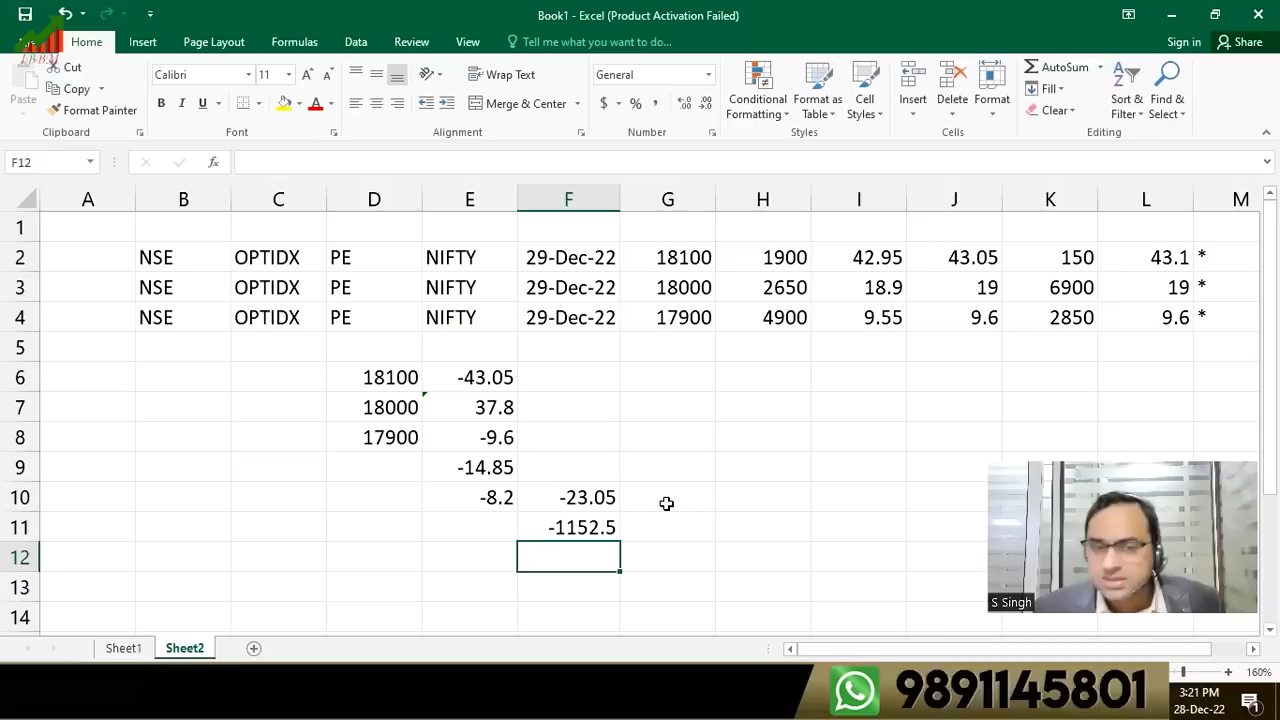 Book1 - Excel (Product Activation Failed)
Home Insert Page Layout Formulas Data Review View Tell me what you want to do... Sign in Share
IBBM
Cut
Copy
Format Painter
Paste
Calibri 11
B I U
Wrap Text
Merge & Center
General
$ % ,
Conditional Formatting
Format as Table
Cell Styles
Insert
Delete
Format
AutoSum
Fill
Clear
Sort & Filter
Find & Select
Clipboard Font Alignment Number Styles Cells Editing
F12 fx
A B C D E F G H I J K L M
1
2 NSE OPTIDX PE NIFTY 29-Dec-22 18100 1900 42.95 43.05 150 43.1 *
3 NSE OPTIDX PE NIFTY 29-Dec-22 18000 2650 18.9 19 6900 19 *
4 NSE OPTIDX PE NIFTY 29-Dec-22 17900 4900 9.55 9.6 2850 9.6 *
5
6 18100 -43.05
7 18000 37.8
8 17900 -9.6
9 -14.85
10 -8.2 -23.05
11 -1152.5
12
13
14
S Singh
Sheet1 Sheet2
160%
9891145801
3:21 PM
28-Dec-22